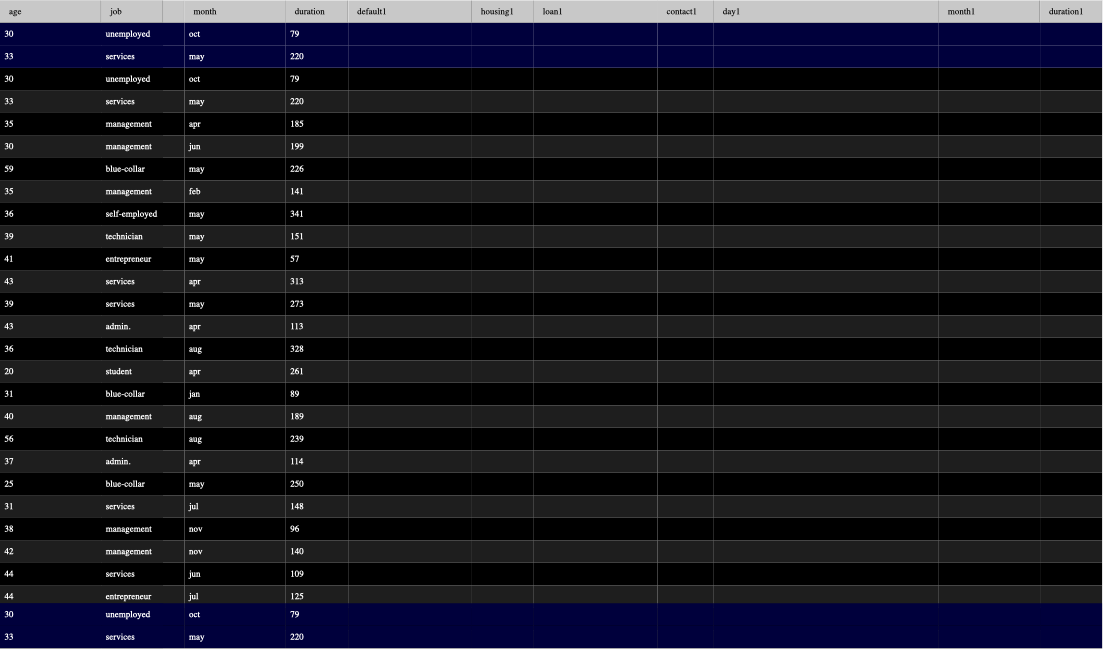 age job month duration default1 housing1 loan1 contact1 day1 month1 duration1
30 unemployed oct 79
33 services may 220
30 unemployed oct 79
33 services may 220
35 management apr 185
30 management jun 199
59 blue-collar may 226
35 management feb 141
36 self-employed may 341
39 technician may 151
41 entrepreneur may 57
43 services apr 313
39 services may 273
43 admin. apr 113
36 technician aug 328
20 student apr 261
31 blue-collar jan 89
40 management aug 189
56 technician aug 239
37 admin. apr 114
25 blue-collar may 250
31 services jul 148
38 management nov 96
42 management nov 140
44 services jun 109
44 entrepreneur jul 125
30 unemployed oct 79
33 services may 220